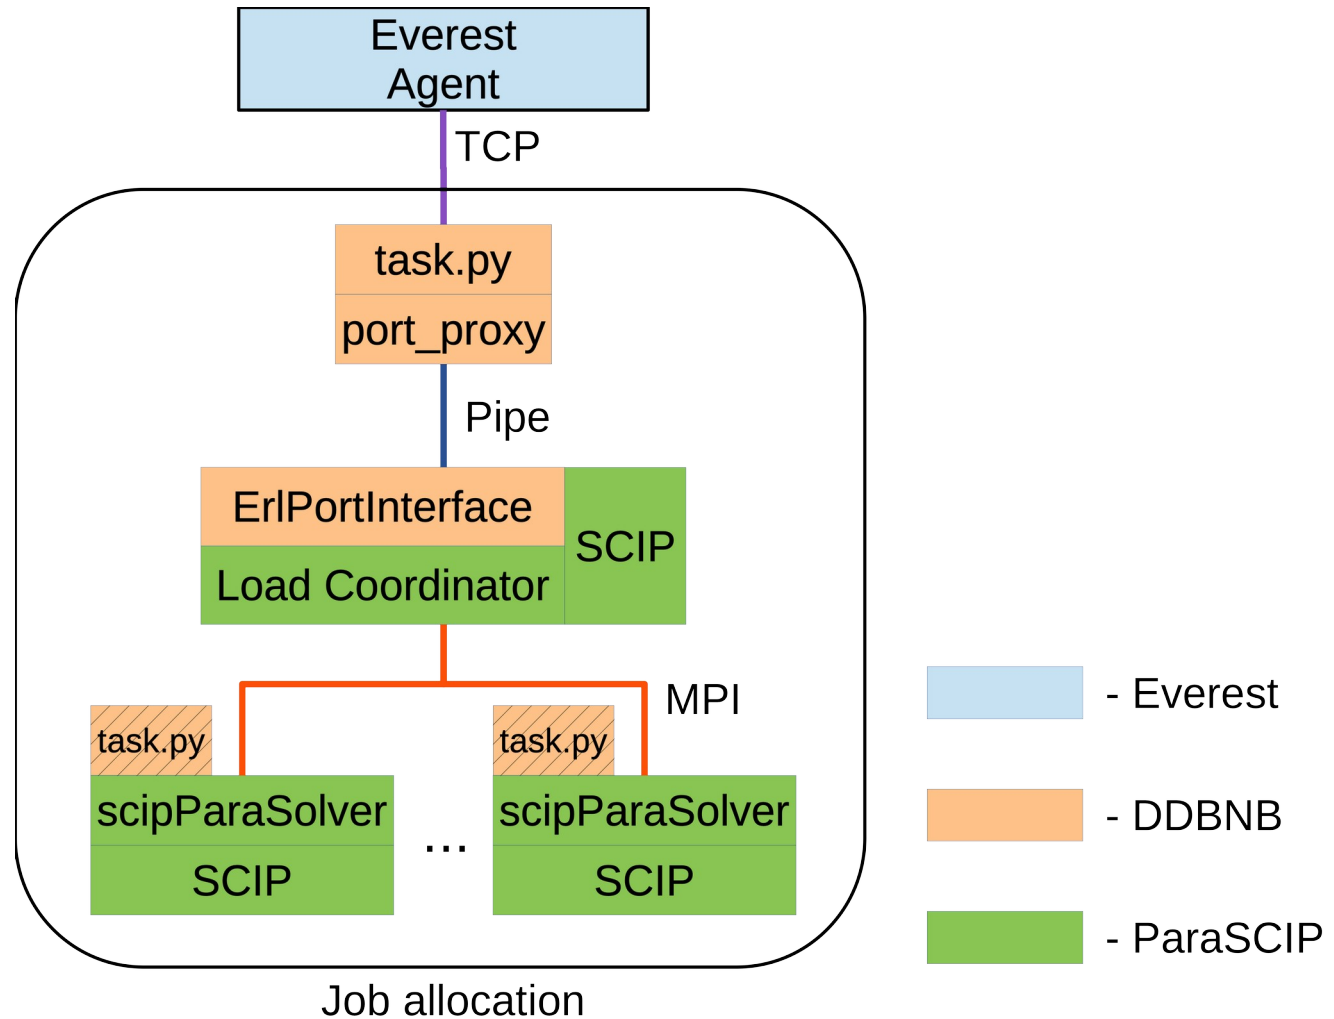 Everest
Agent
TCP
task.py
port_proxy
Pipe
ErlPortInterface
SCIP
Load Coordinator
MPI
task.py
task.py
scipParaSolver
...
scipParaSolver
SCIP
SCIP
Job allocation
- Everest
- DDBNB
- ParaSCIP